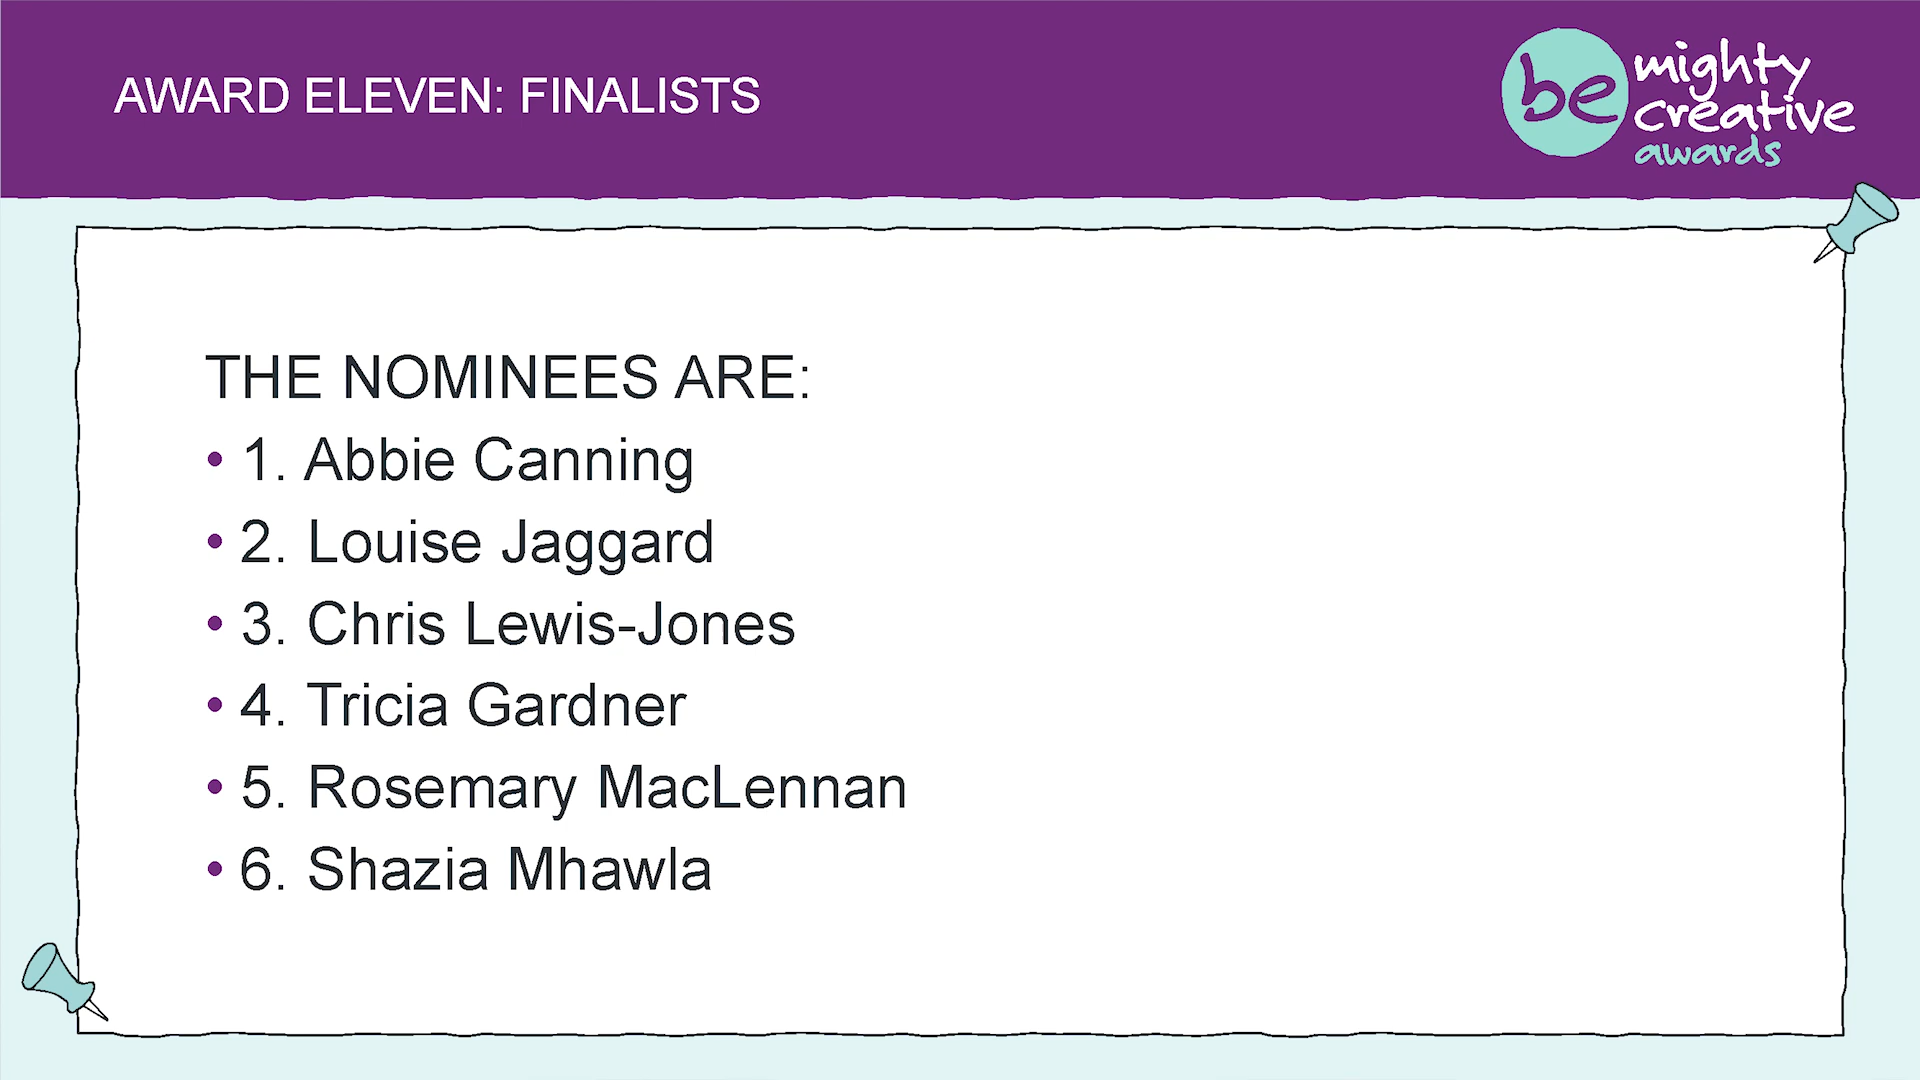 AWARD ELEVEN: FINALISTS
be mighty
creative
awards
THE NOMINEES ARE:
• 1. Abbie Canning
• 2. Louise Jaggard
• 3. Chris Lewis-Jones
• 4. Tricia Gardner
• 5. Rosemary MacLennan
• 6. Shazia Mhawla